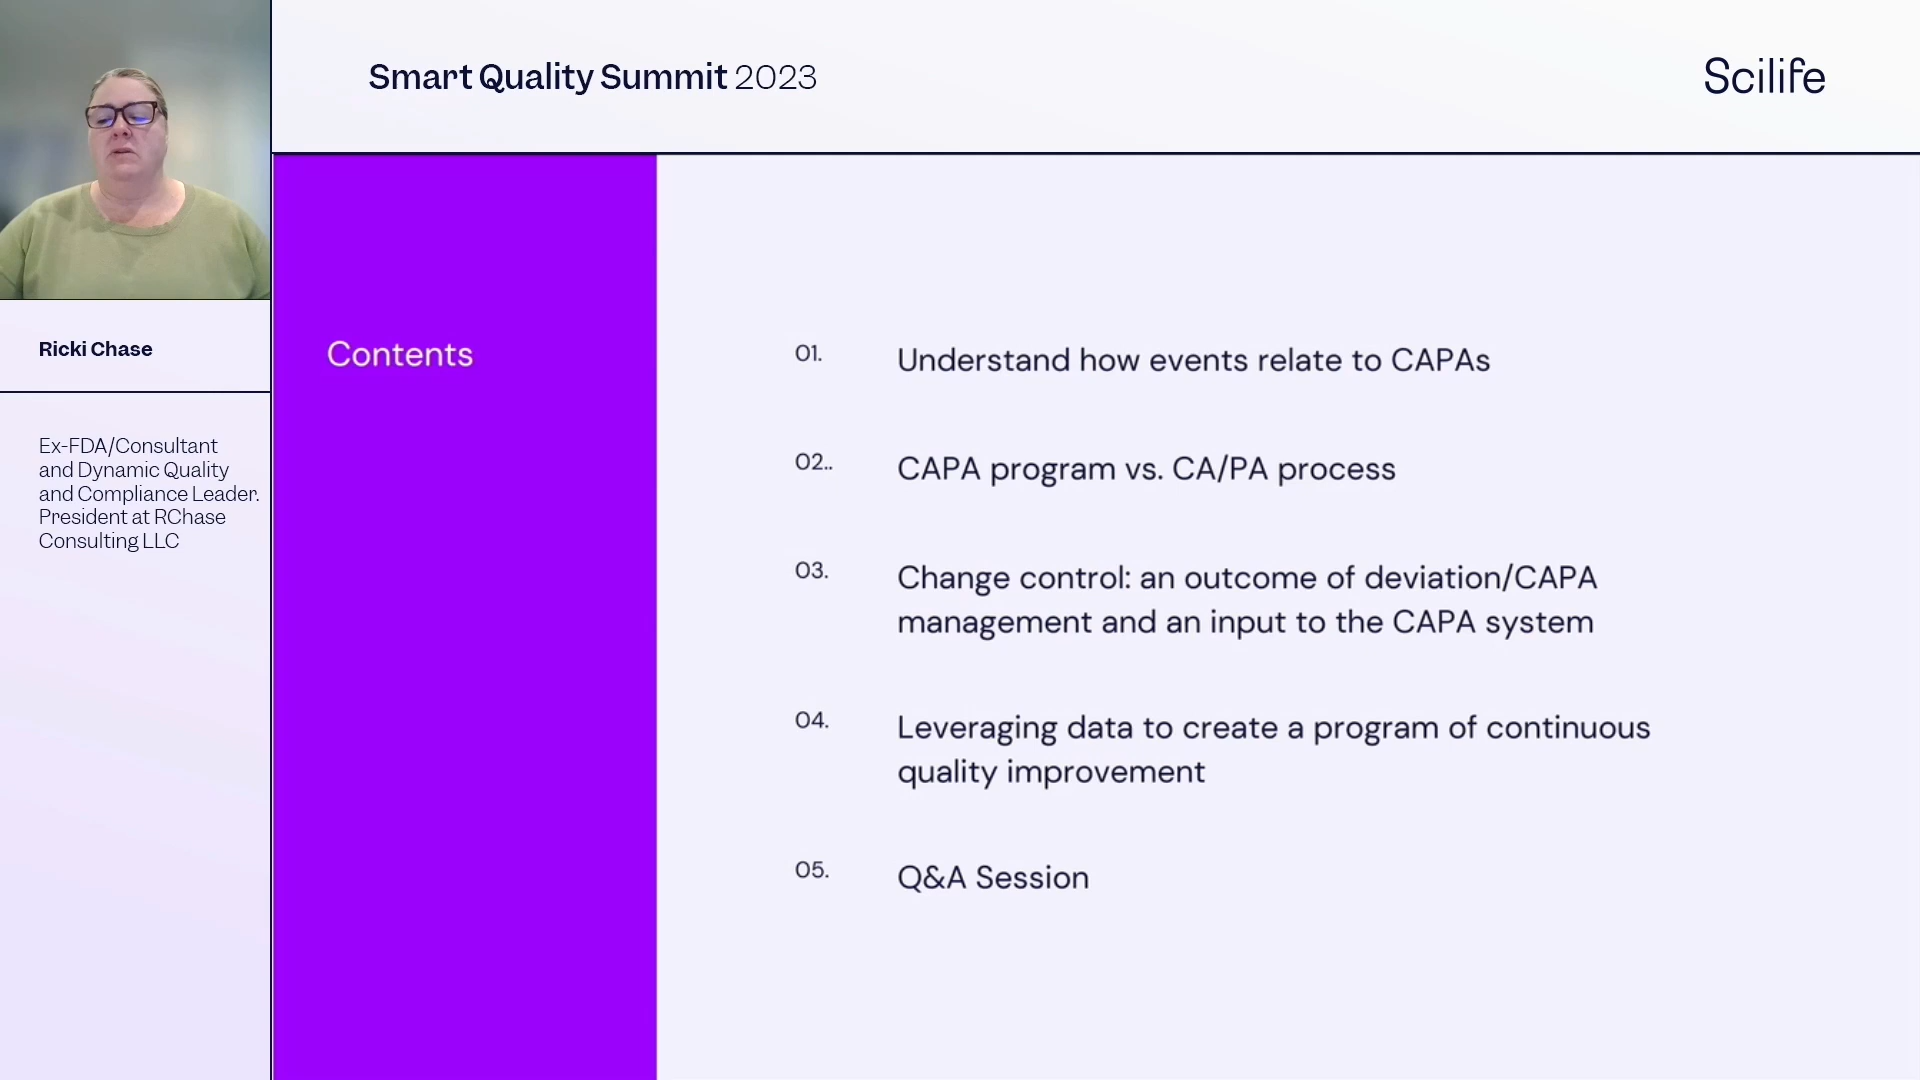 Smart Quality Summit 2023
Scilife
Ricki Chase
Ex-FDA/Consultant
and Dynamic Quality
and Compliance Leader.
President at RChase
Consulting LLC
Contents
01. Understand how events relate to CAPAs
02.. CAPA program vs. CA/PA process
03. Change control: an outcome of deviation/CAPA
management and an input to the CAPA system
04. Leveraging data to create a program of continuous
quality improvement
05. Q&A Session